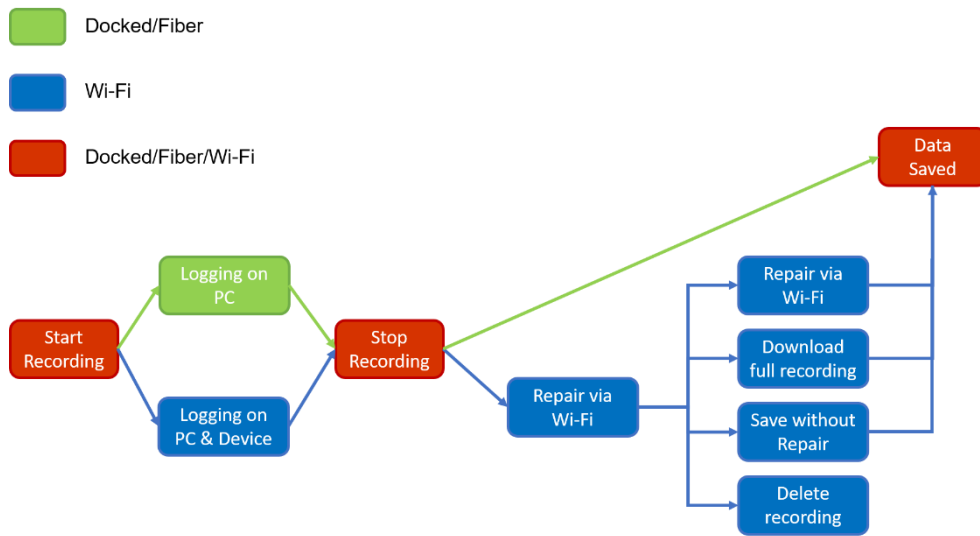 Docked/Fiber
Wi-Fi
Docked/Fiber/Wi-Fi
Data
Saved
Logging on
PC
Repair via
Wi-Fi
Start
Recording
Stop
Recording
Download
full recording
Logging on
PC & Device
Repair via
Wi-Fi
Save without
Repair
Delete
recording